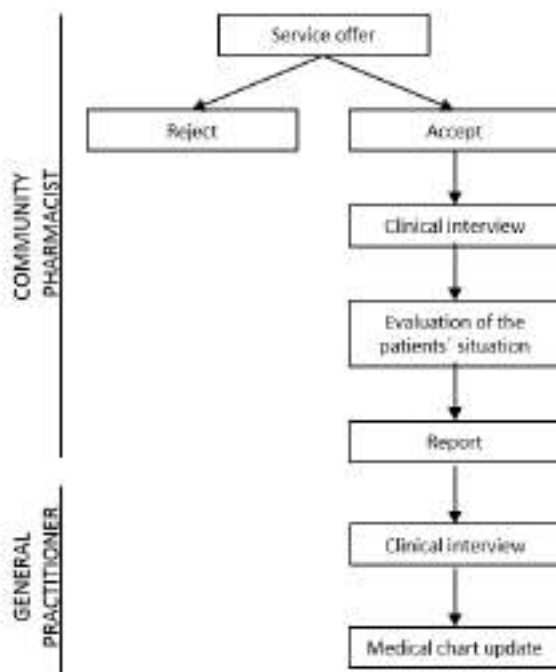 Service offer
Reject
Accept
COMMUNITY
PHARMACIST
Clinical interview
Evaluation of the
patients' situation
Report
GENERAL
PRACTITIONER
Clinical interview
Medical chart update